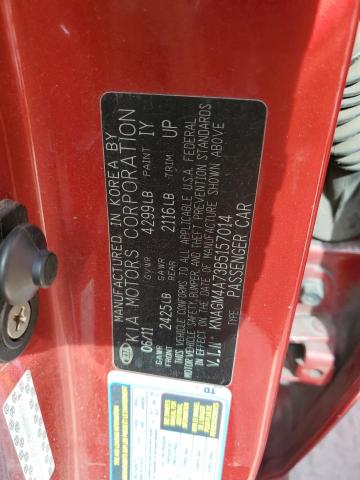 MANUFACTURED IN KOREA BY
KIA MOTORS CORPORATION
06/11 GVWR 4299LB PAINT IY
GAWR FRONT 2425LB GAWR REAR 2116LB TRIM UP
THIS VEHICLE CONFORMS TO ALL APPLICABLE U.S.A. FEDERAL
MOTOR VEHICLE SAFETY, BUMPER AND THEFT PREVENTION STANDARDS
IN EFFECT ON THE DATE OF MANUFACTURE SHOWN ABOVE
V.I.N KNAGM4A73B5157014
TYPE PASSENGER CAR